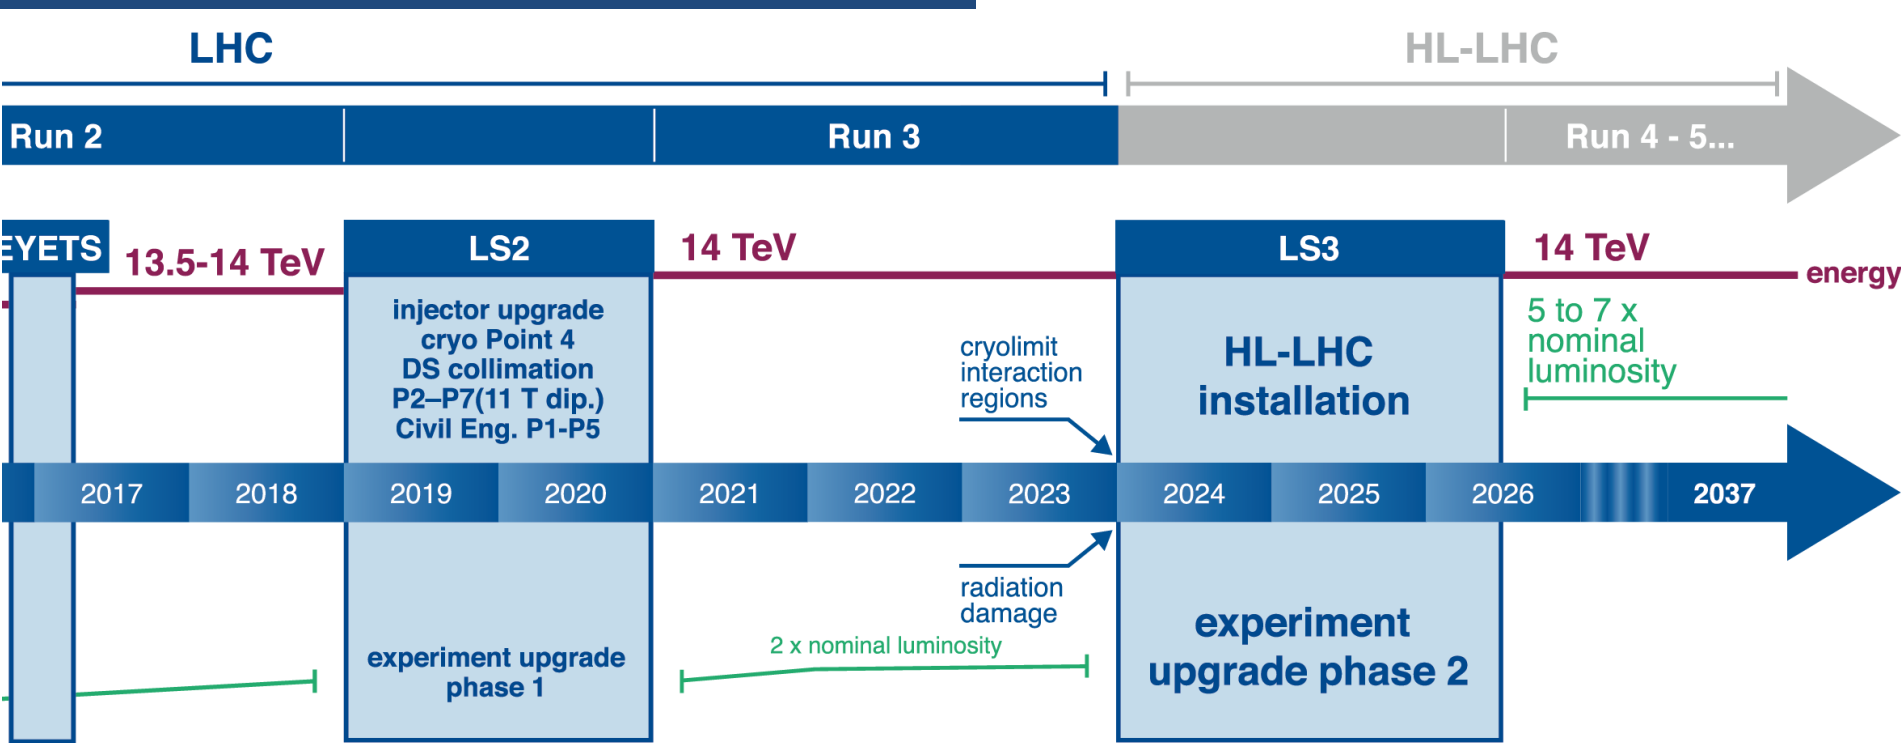 LHC
HL-LHC
Run 2
Run 3
Run 4 - 5...
EYETS
13.5-14 TeV
LS2
14 TeV
LS3
14 TeV
energy
injector upgrade
cryo Point 4
DS collimation
P2–P7(11 T dip.)
Civil Eng. P1-P5
cryolimit
interaction
regions
HL-LHC
installation
5 to 7 x
nominal
luminosity
2017
2018
2019
2020
2021
2022
2023
2024
2025
2026
2037
radiation
damage
experiment upgrade
phase 1
2 x nominal luminosity
experiment
upgrade phase 2